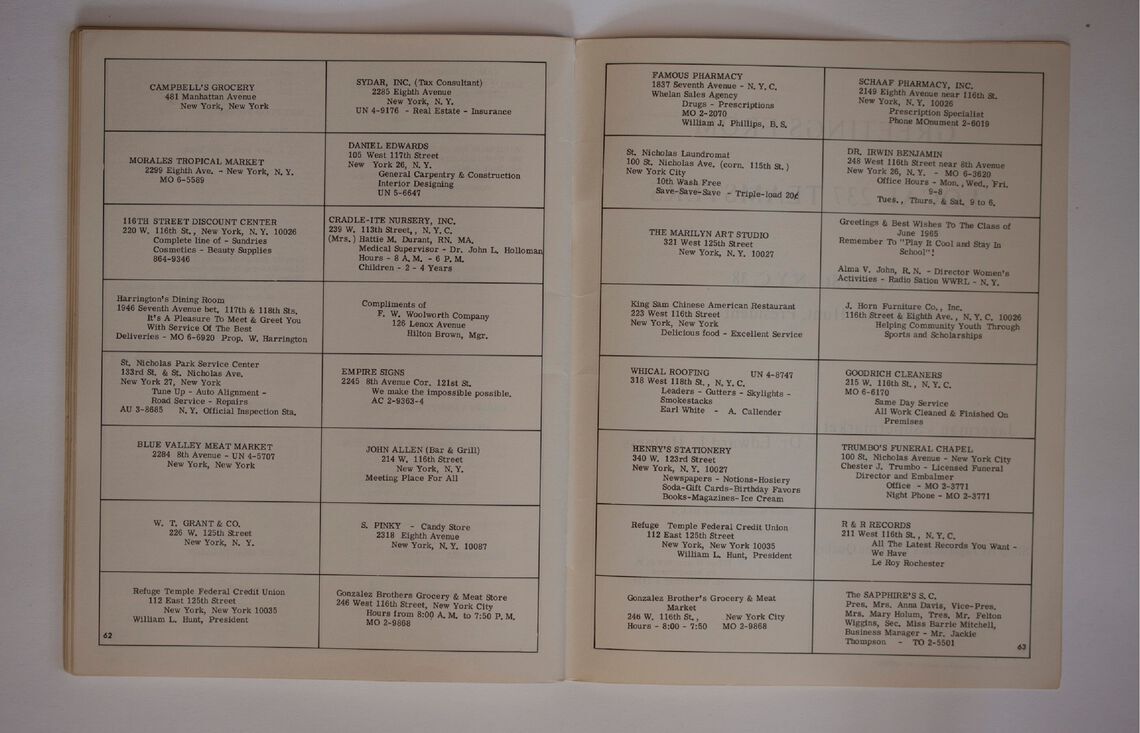 CAMPBELL'S GROCERY
481 Manhattan Avenue
New York, New York
SYDAR, INC. (Tax Consultant)
2285 Eighth Avenue
New York, N. Y.
UN 4-9176 - Real Estate - Insurance
MORALES TROPICAL MARKET
2299 Eighth Ave. - New York, N. Y.
MO 6-5589
DANIEL EDWARDS
105 West 117th Street
New York 26, N. Y.
General Carpentry & Construction
Interior Designing
UN 5-6647
116TH STREET DISCOUNT CENTER
220 W. 116th St., New York, N. Y. 10026
Complete line of - Sundries
Cosmetics - Beauty Supplies
864-9346
CRADLE-ITE NURSERY, INC.
239 W. 113th Street,, N. Y. C.
(Mrs.) Hattie M. Durant, RN. MA.
Medical Supervisor - Dr. John L. Holloman
Hours - 8 A. M. - 6 P. M.
Children - 2 - 4 Years
Harrington's Dining Room
1946 Seventh Avenue bet. 117th & 118th Sts.
It's A Pleasure To Meet & Greet You
With Service Of The Best
Deliveries - MO 6-6920 Prop. W. Harrington
Compliments of
F. W. Woolworth Company
126 Lenox Avenue
Hilton Brown, Mgr.
St. Nicholas Park Service Center
133rd St. & St. Nicholas Ave.
New York 27, New York
Tune Up - Auto Alignment -
Road Service - Repairs
AU 3-8685 N. Y. Official Inspection Sta.
EMPIRE SIGNS
2245 8th Avenue Cor. 121st St.
We make the impossible possible.
AC 2-9363-4
BLUE VALLEY MEAT MARKET
2284 8th Avenue - UN 4-5707
New York, New York
JOHN ALLEN (Bar & Grill)
214 W. 116th Street
New York, N. Y.
Meeting Place For All
W. T. GRANT & CO.
226 W. 125th Street
New York, N. Y.
S. PINKY - Candy Store
2318 Eighth Avenue
New York, N. Y. 10087
Refuge Temple Federal Credit Union
112 East 125th Street
New York, New York 10035
William L. Hunt, President
62
Gonzalez Brothers Grocery & Meat Store
246 West 116th Street, New York City
Hours from 8:00 A. M. to 7:50 P. M.
MO 2-9868
FAMOUS PHARMACY
1837 Seventh Avenue - N. Y. C.
Whelan Sales Agency
Drugs - Prescriptions
MO 2-2070
William J. Phillips, B. S.
SCHAAF PHARMACY, INC.
2149 Eighth Avenue near 116th St.
New York, N. Y. 10026
Prescription Specialist
Phone MOnument 2-6019
St. Nicholas Laundromat
100 St. Nicholas Ave. (corn. 115th St.)
New York City
10th Wash Free
Save-Save-Save - Triple-load 20¢
DR. IRWIN BENJAMIN
248 West 116th Street near 8th Avenue
New York 26, N. Y. - MO 6-3620
Office Hours - Mon., Wed., Fri.
9-8
Tues., Thurs, & Sat. 9 to 6.
THE MARILYN ART STUDIO
321 West 125th Street
New York, N. Y. 10027
Greetings & Best Wishes To The Class of
June 1965
Remember To "Play It Cool and Stay In
School"!
Alma V. John, R. N. - Director Women's
Activities - Radio Sation WWRL - N. Y.
King Sam Chinese American Restaurant
223 West 116th Street
New York, New York
Delicious food - Excellent Service
J. Horn Furniture Co., Inc.
116th Street & Eighth Ave., N. Y. C. 10026
Helping Community Youth Through
Sports and Scholarships
WHICAL ROOFING UN 4-8747
318 West 118th St., N. Y. C.
Leaders - Gutters - Skylights -
Smokestacks
Earl White - A. Callender
GOODRICH CLEANERS
215 W. 116th St., N. Y. C.
MO 6-6170
Same Day Service
All Work Cleaned & Finished On
Premises
HENRY'S STATIONERY
340 W. 123rd Street
New York, N. Y. 10027
Newspapers - Notions-Hosiery
Soda-Gift Cards-Birthday Favors
Books-Magazines-Ice Cream
TRUMBO'S FUNERAL CHAPEL
100 St. Nicholas Avenue - New York City
Chester J. Trumbo - Licensed Funeral
Director and Embalmer
Office - MO 2-3771
Night Phone - MO 2-3771
Refuge Temple Federal Credit Union
112 East 125th Street
New York, New York 10035
William L. Hunt, President
R & R RECORDS
211 West 116th St., N. Y. C.
All The Latest Records You Want -
We Have
Le Roy Rochester
Gonzalez Brother's Grocery & Meat
Market
246 W. 116th St., New York City
Hours - 8:00 - 7:50 MO 2-9868
The SAPPHIRE'S S. C.
Pres. Mrs. Anna Davis, Vice-Pres.
Mrs. Mary Holum, Tres. Mr. Felton
Wiggins, Sec. Miss Barrie Mitchell,
Business Manager - Mr. Jackie
Thompson - TO 2-5501
63